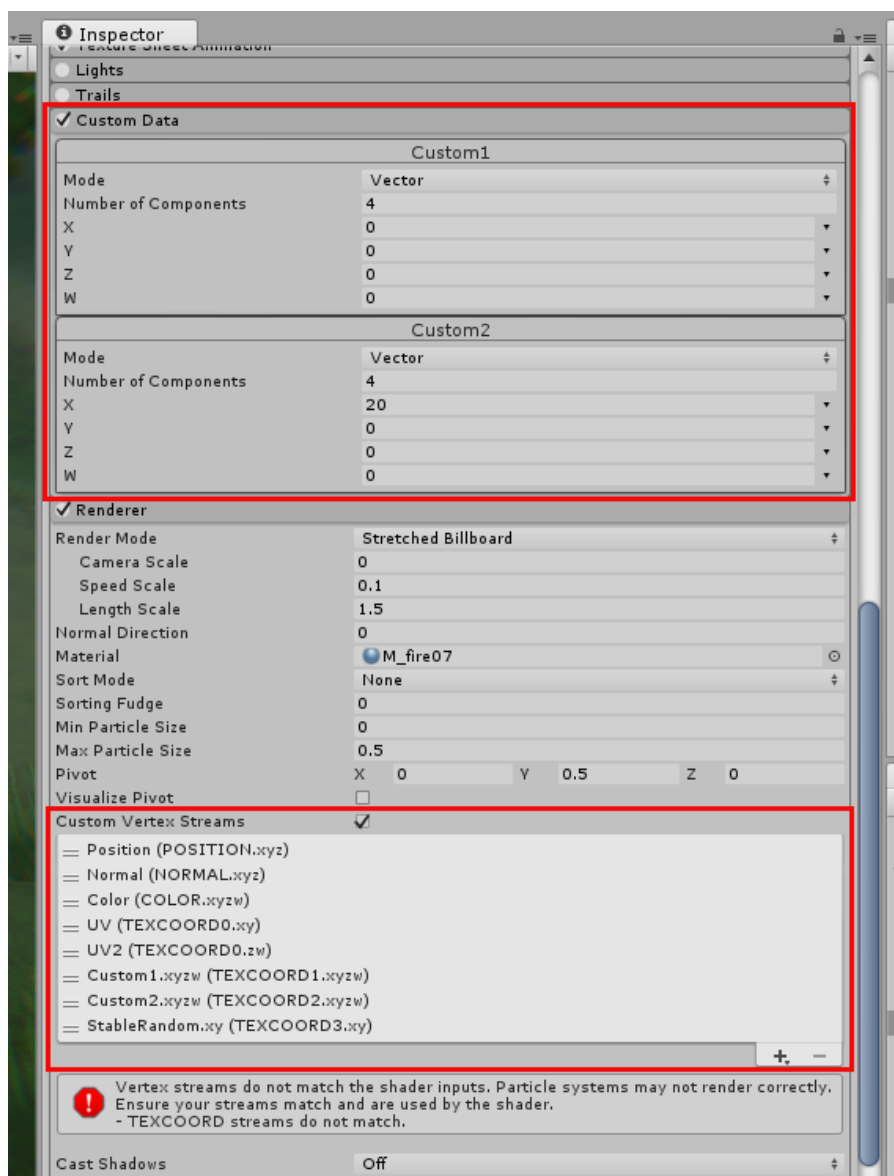 Inspector
Texture Sheet Animation
Lights
Trails
Custom Data
Custom1
Mode Vector
Number of Components 4
X 0
Y 0
Z 0
W 0
Custom2
Mode Vector
Number of Components 4
X 20
Y 0
Z 0
W 0
Renderer
Render Mode Stretched Billboard
Camera Scale 0
Speed Scale 0.1
Length Scale 1.5
Normal Direction 0
Material M_fire07
Sort Mode None
Sorting Fudge 0
Min Particle Size 0
Max Particle Size 0.5
Pivot X 0 Y 0.5 Z 0
Visualize Pivot
Custom Vertex Streams
Position (POSITION.xyz)
Normal (NORMAL.xyz)
Color (COLOR.xyzw)
UV (TEXCOORD0.xy)
UV2 (TEXCOORD0.zw)
Custom1.xyzw (TEXCOORD1.xyzw)
Custom2.xyzw (TEXCOORD2.xyzw)
StableRandom.xy (TEXCOORD3.xy)
Vertex streams do not match the shader inputs. Particle systems may not render correctly.
Ensure your streams match and are used by the shader.
- TEXCOORD streams do not match.
Cast Shadows Off